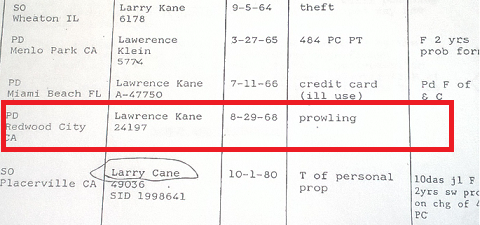 SO Larry Kane 9-5-64 theft
Wheaton IL 6178
PD Lawerence 3-27-65 484 PC PT F 2 yrs
Menlo Park CA Klein prob for
5774
PD Lawrence Kane 7-11-66 credit card Pd F of
Miami Beach FL A-47750 (ill use) & C
PD Lawrence Kane 8-29-68 prowling
Redwood City 24197
CA
SO Larry Cane 10-1-80 T of personal 10das jl F
Placerville CA 49036 prop 2yrs sw pro
SID 1998641 on chg of 4
PC